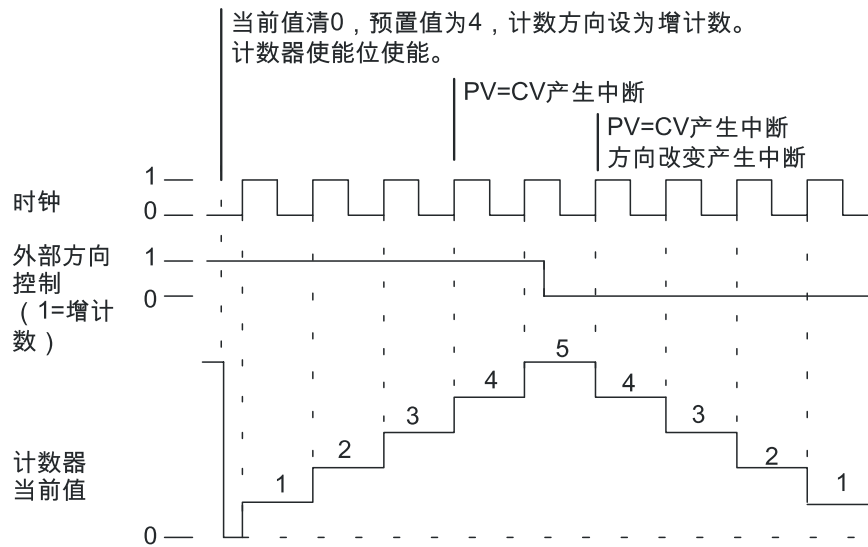 当前值清0，预置值为4，计数方向设为增计数。
计数器使能位使能。
PV=CV产生中断
PV=CV产生中断
方向改变产生中断
时钟
1
0
外部方向
控制
（1=增计
数）
1
0
计数器
当前值
0
1
2
3
4
5
4
3
2
1